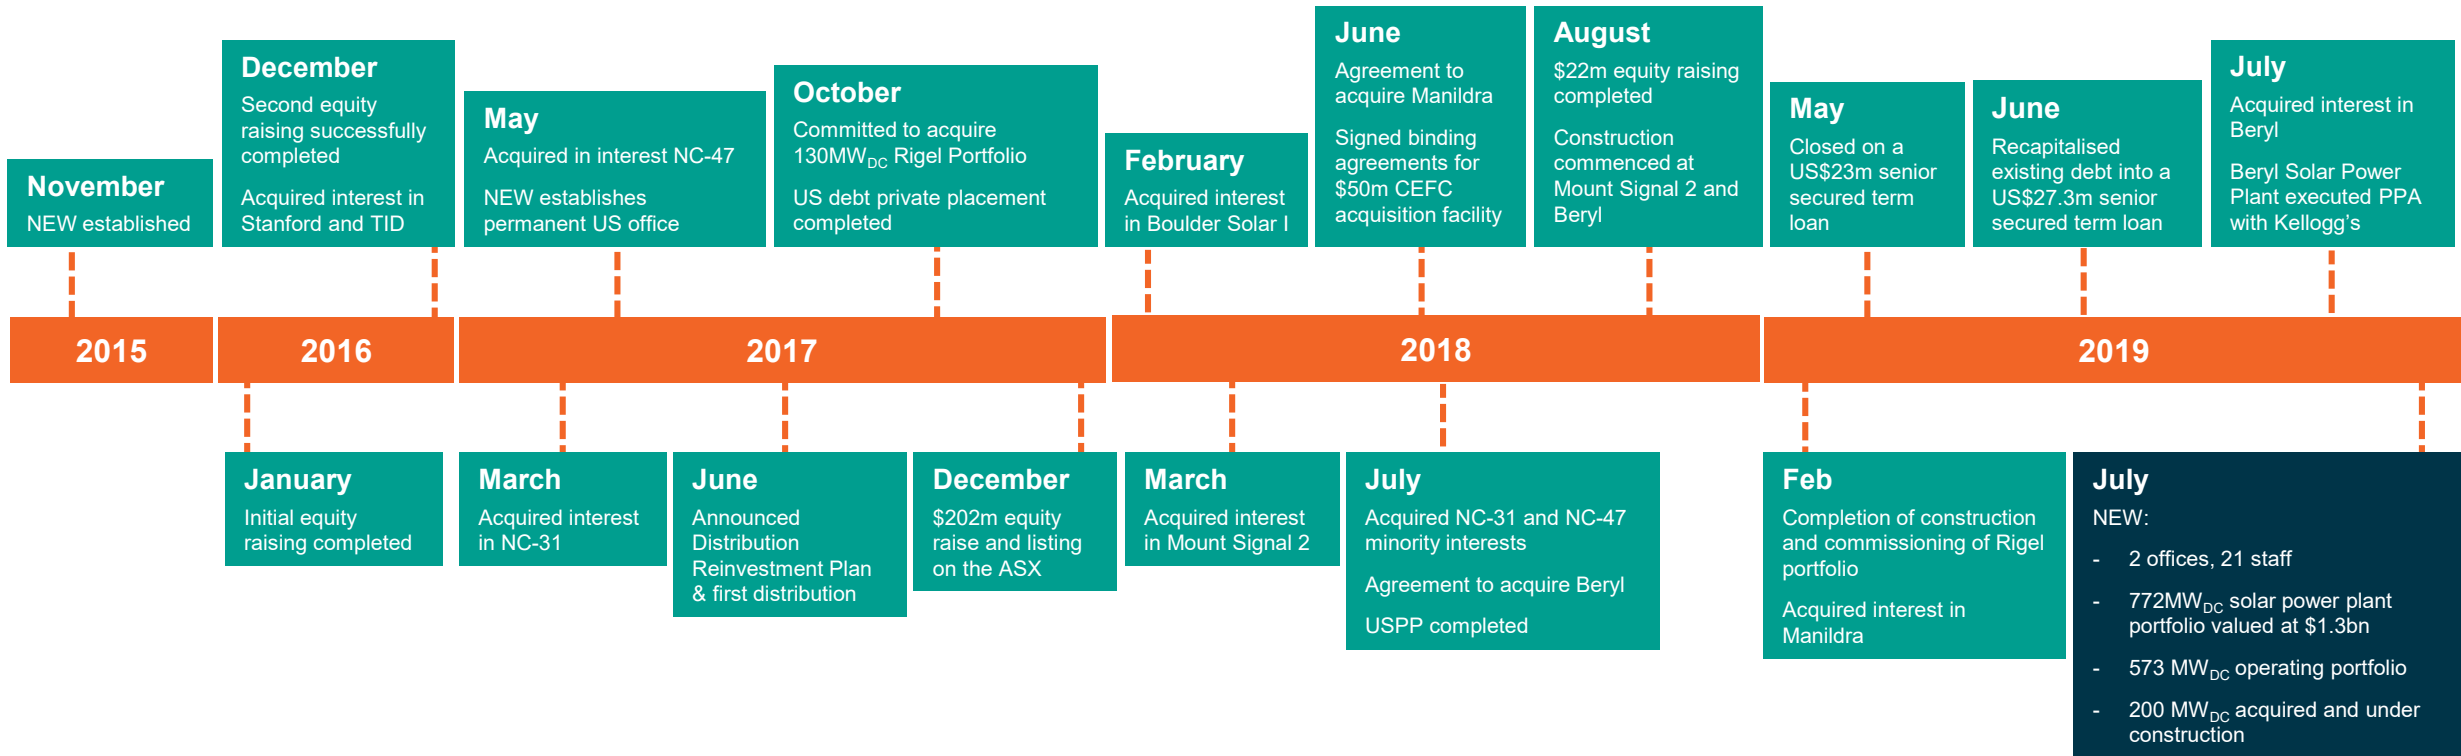 November
NEW established
December
Second equity
raising successfully
completed
Acquired interest in
Stanford and TID
May
Acquired in interest NC-47
NEW establishes
permanent US office
October
Committed to acquire
130MWDC Rigel Portfolio
US debt private placement
completed
February
Acquired interest
in Boulder Solar I
June
Agreement to
acquire Manildra
Signed binding
agreements for
$50m CEFC
acquisition facility
August
$22m equity raising
completed
Construction
commenced at
Mount Signal 2 and
Beryl
May
Closed on a
US$23m senior
secured term
loan
June
Recapitalised
existing debt into a
US$27.3m senior
secured term loan
July
Acquired interest in
Beryl
Beryl Solar Power
Plant executed PPA
with Kellogg’s
2015
2016
2017
2018
2019
January
Initial equity
raising completed
March
Acquired interest
in NC-31
June
Announced
Distribution
Reinvestment Plan
& first distribution
December
$202m equity
raise and listing
on the ASX
March
Acquired interest
in Mount Signal 2
July
Acquired NC-31 and NC-47
minority interests
Agreement to acquire Beryl
USPP completed
Feb
Completion of construction
and commissioning of Rigel
portfolio
Acquired interest in
Manildra
July
NEW:
- 2 offices, 21 staff
- 772MWDC solar power plant
portfolio valued at $1.3bn
- 573 MWDC operating portfolio
- 200 MWDC acquired and under
construction